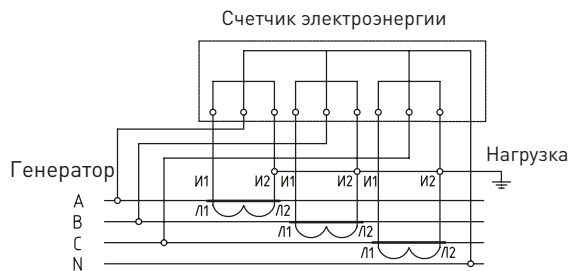 Счетчик электроэнергии
Генератор
Нагрузка
И1 И2 И1 И2 И1 И2
A
Л1 Л2
B
Л1 Л2
C
Л1 Л2
N